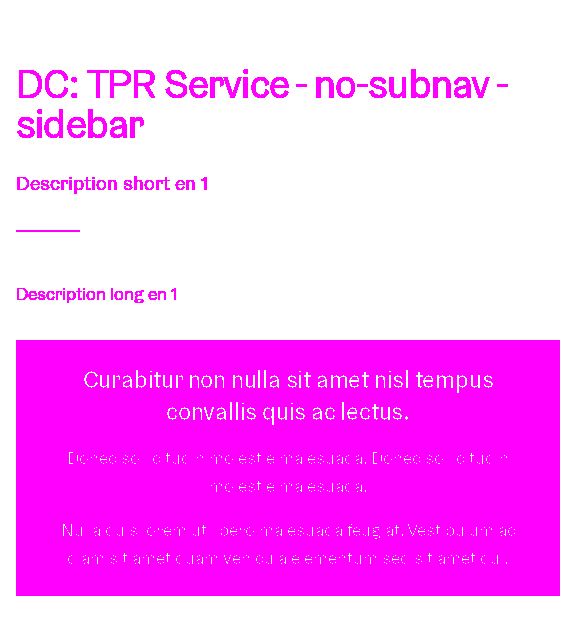 DC: TPR Service - no-subnav -
sidebar
Description short en 1
Description long en 1
Curabitur non nulla sit amet nisl tempus
convallis quis ac lectus.
Donec sollicitudin molestie malesuada. Donec sollicitudin
molestie malesuada.
Nulla quis lorem ut libero malesuada feugiat. Vestibulum ac
diam sit amet quam vehicula elementum sed sit amet dui.